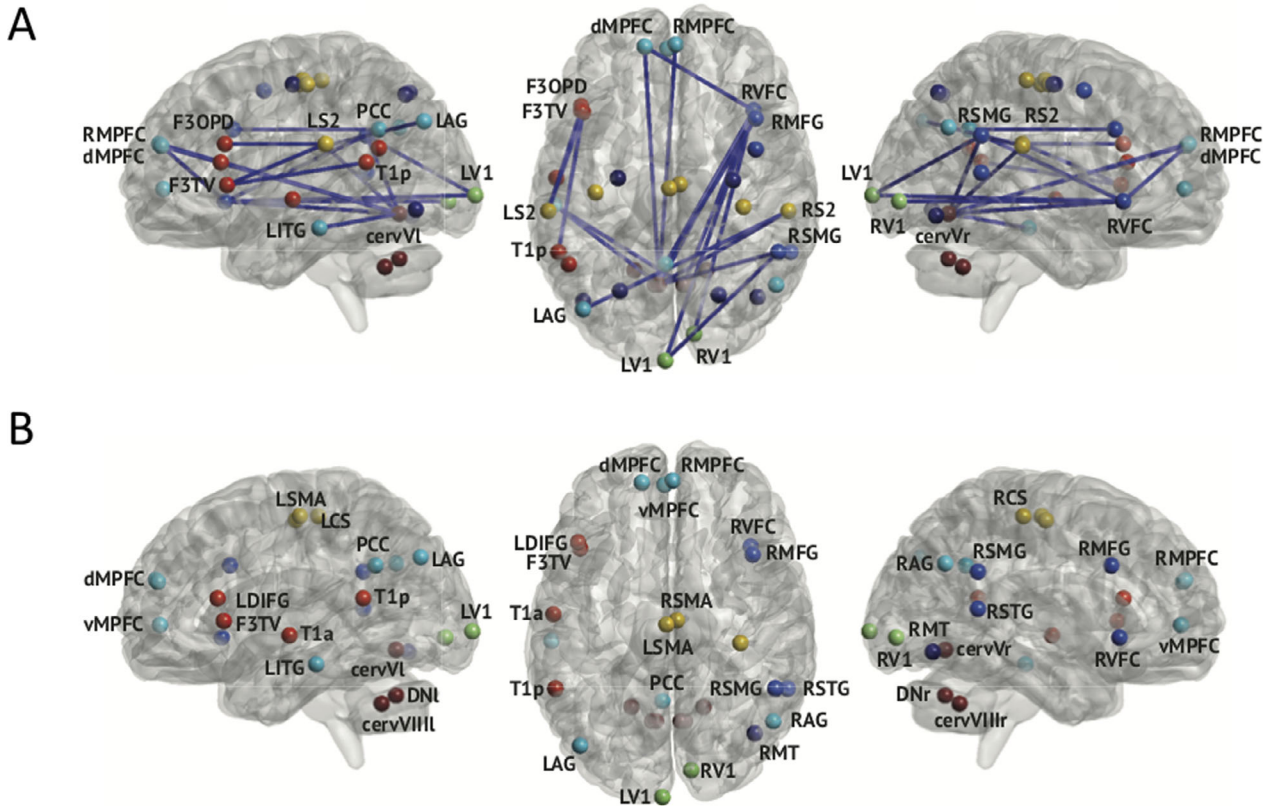 A
dMPFC RMPFC
F3OPD
F3TV
RVFC
RMFG
LS2
T1p
LAG
LV1
RV1
RS2
RSMG
RMPFC
dMPFC
F3OPD
LS2
PCC
LAG
F3TV
T1p
LV1
LITG
cervVl
RSMG RS2
RMPFC
dMPFC
LV1
RV1
cervVr
RVFC
B
LSMA
LCS
PCC
LAG
dMPFC
LDIFG
T1p
vMPFC
F3TV
T1a
LV1
LITG
cervVl
DNl
cervVIIIl
dMPFC RMPFC
vMPFC
LDIFG
F3TV
RVFC
RMFG
T1a
RSMA
LSMA
T1p
PCC
RSMG RSTG
RAG
LAG
RMT
RV1
LV1
RCS
RAG
RSMG
RMFG
RMPFC
RSTG
RMT
RV1
cervVr
RVFC
vMPFC
DNr
cervVIIIr